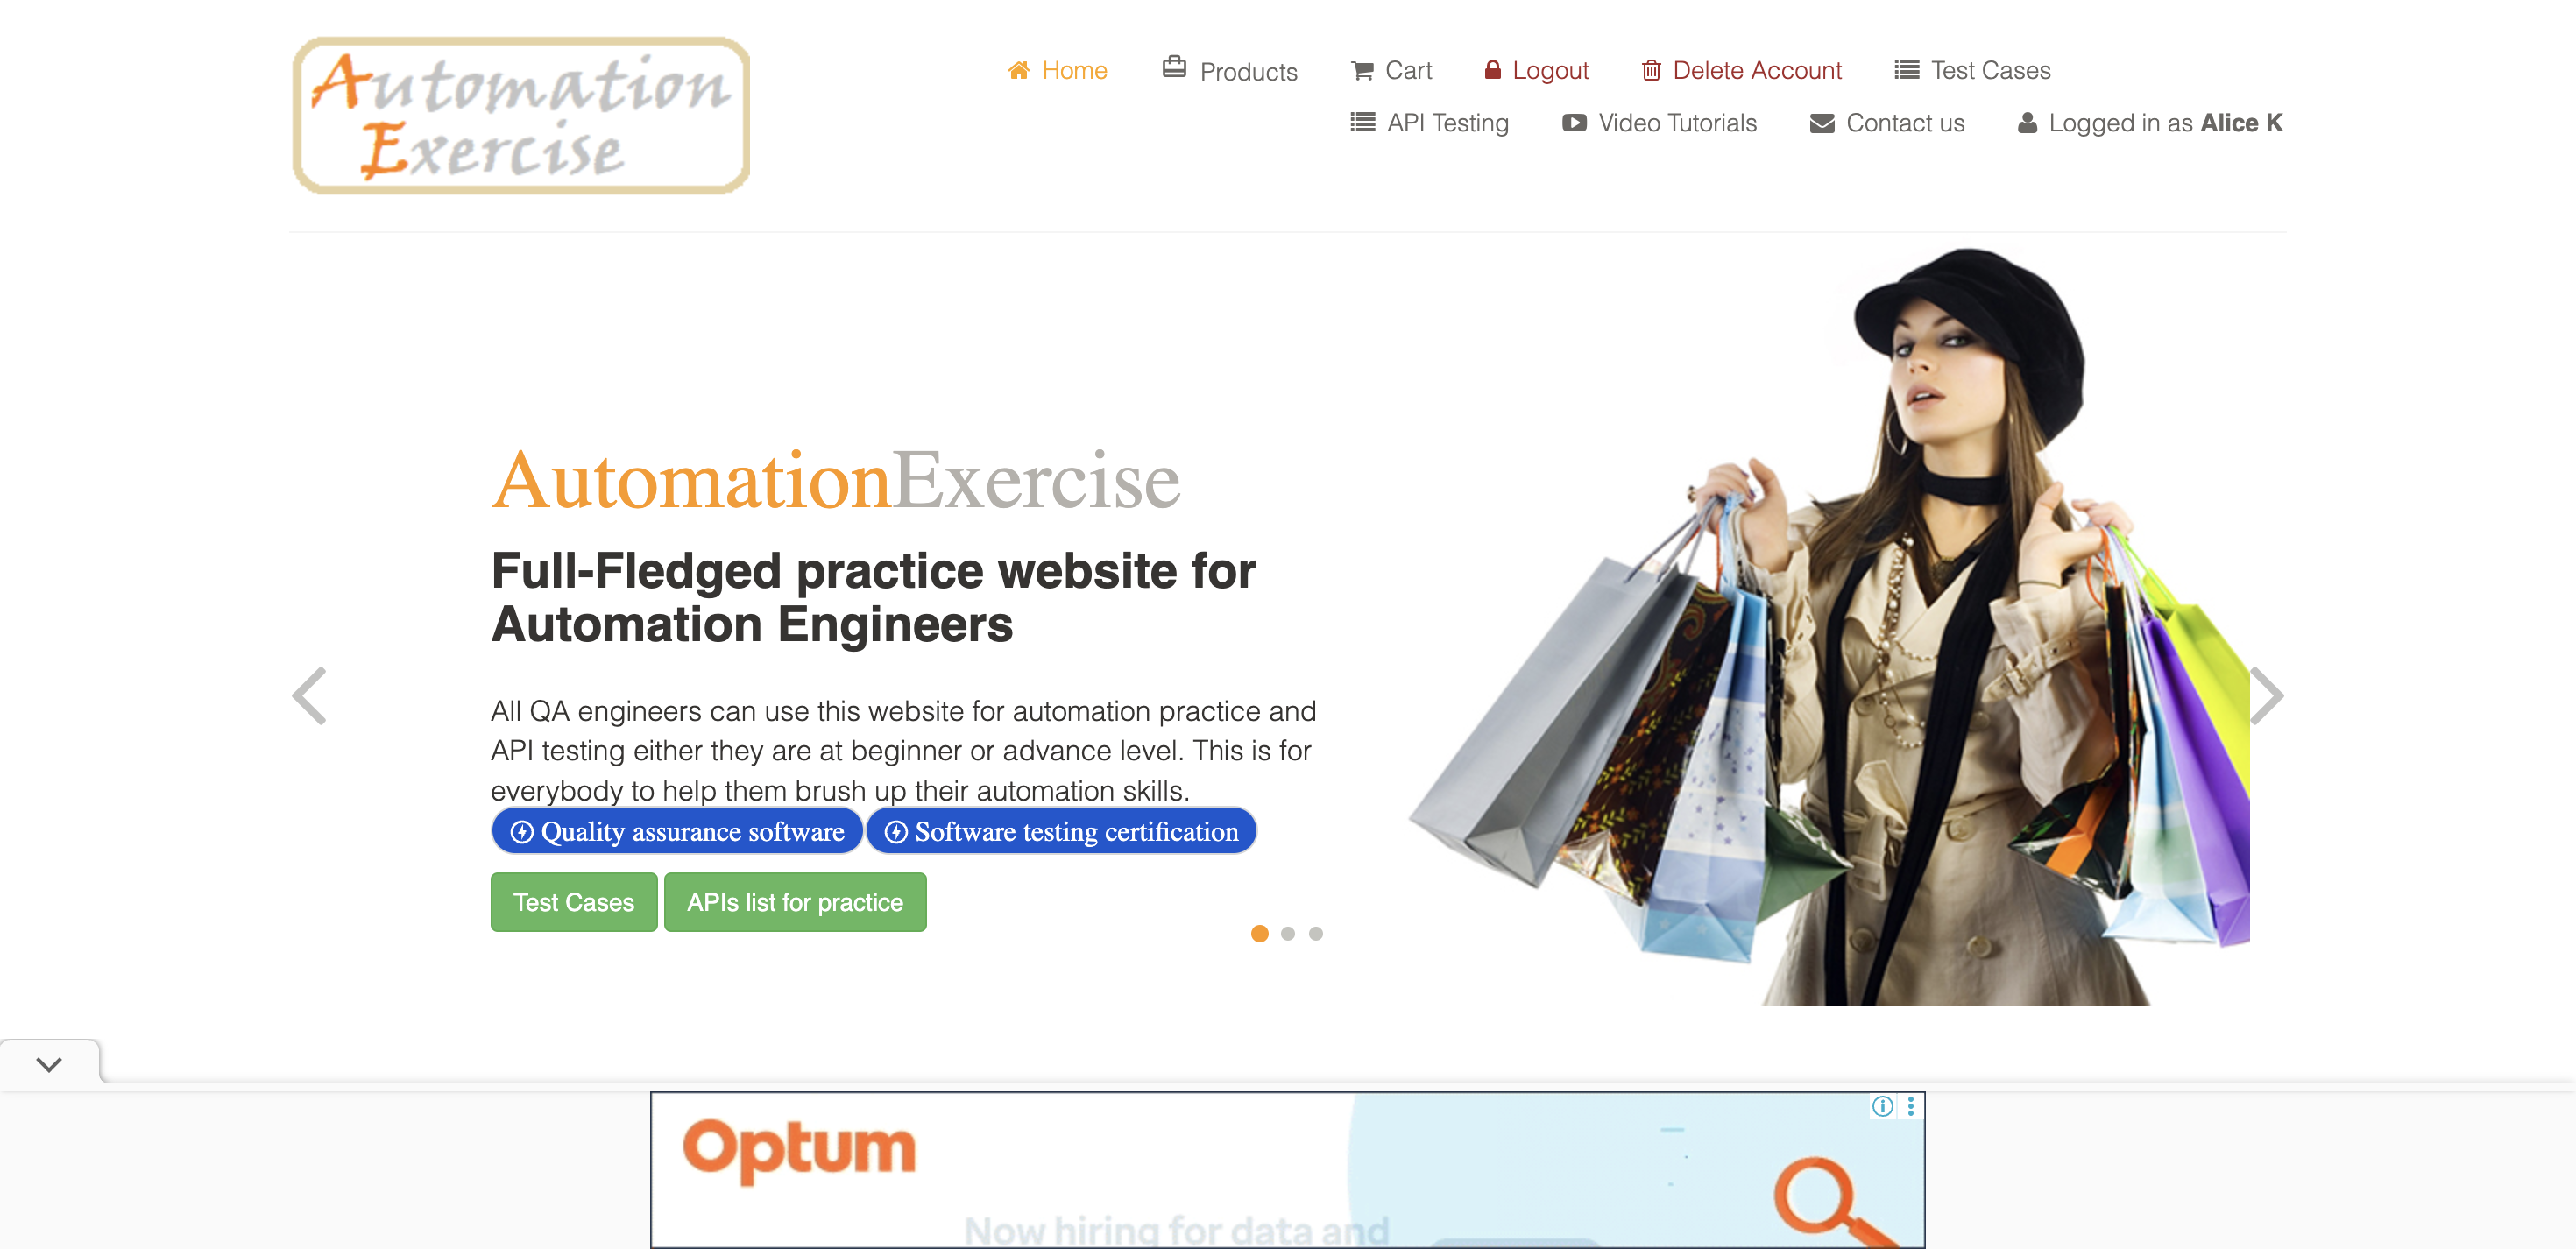 Automation
Exercise
Home Products Cart Logout Delete Account Test Cases
API Testing Video Tutorials Contact us Logged in as Alice K
AutomationExercise
Full-Fledged practice website for
Automation Engineers
All QA engineers can use this website for automation practice and
API testing either they are at beginner or advance level. This is for
everybody to help them brush up their automation skills.
Quality assurance software Software testing certification
Test Cases APIs list for practice
Optum
Now hiring for data and